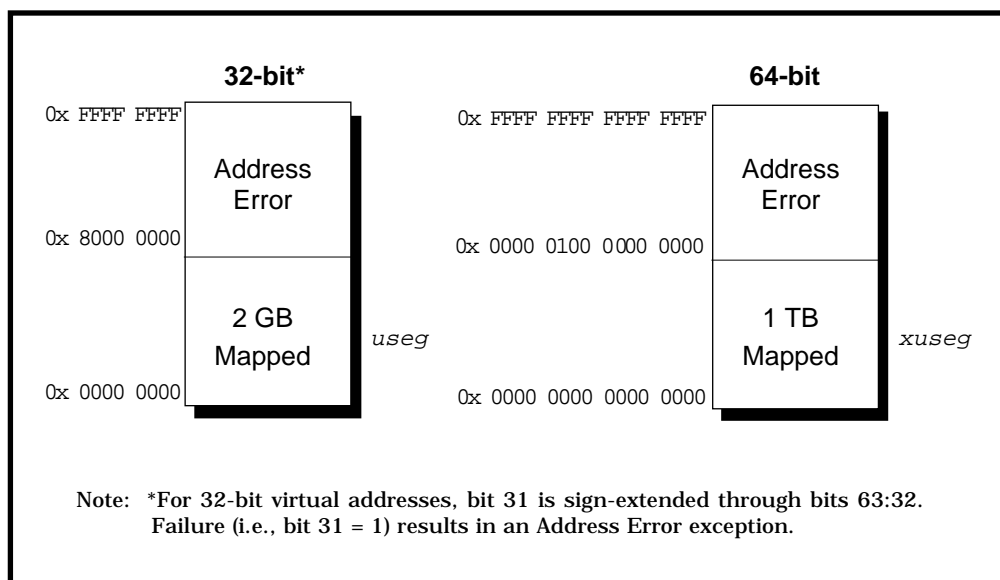 32-bit*
0x FFFF FFFF
Address
Error
0x 8000 0000
2 GB
Mapped
useg
0x 0000 0000
64-bit
0x FFFF FFFF FFFF FFFF
Address
Error
0x 0000 0100 0000 0000
1 TB
Mapped
xuseg
0x 0000 0000 0000 0000
Note: *For 32-bit virtual addresses, bit 31 is sign-extended through bits 63:32.
Failure (i.e., bit 31 = 1) results in an Address Error exception.